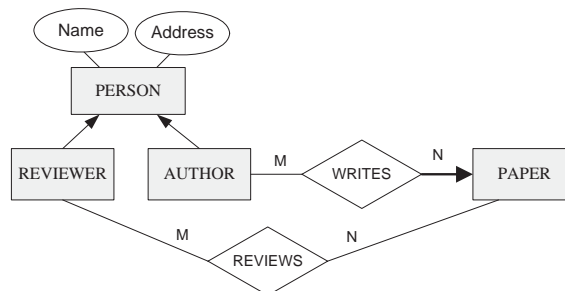 Name
Address
PERSON
REVIEWER
AUTHOR
M
WRITES
N
PAPER
M
REVIEWS
N